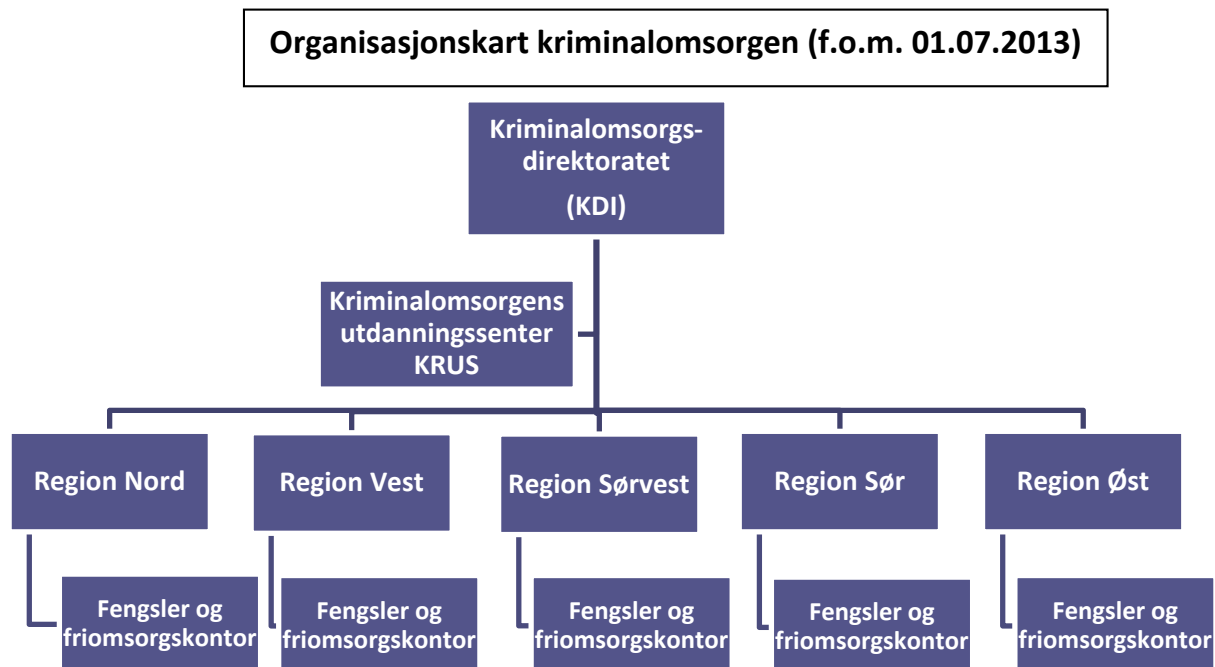 Organisasjonskart kriminalomsorgen (f.o.m. 01.07.2013)
Kriminalomsorgs-
direktoratet
(KDI)
Kriminalomsorgens
utdanningssenter
KRUS
Region Nord
Region Vest
Region Sørvest
Region Sør
Region Øst
Fengsler og
friomsorgskontor
Fengsler og
friomsorgskontor
Fengsler og
friomsorgskontor
Fengsler og
friomsorgskontor
Fengsler og
friomsorgskontor